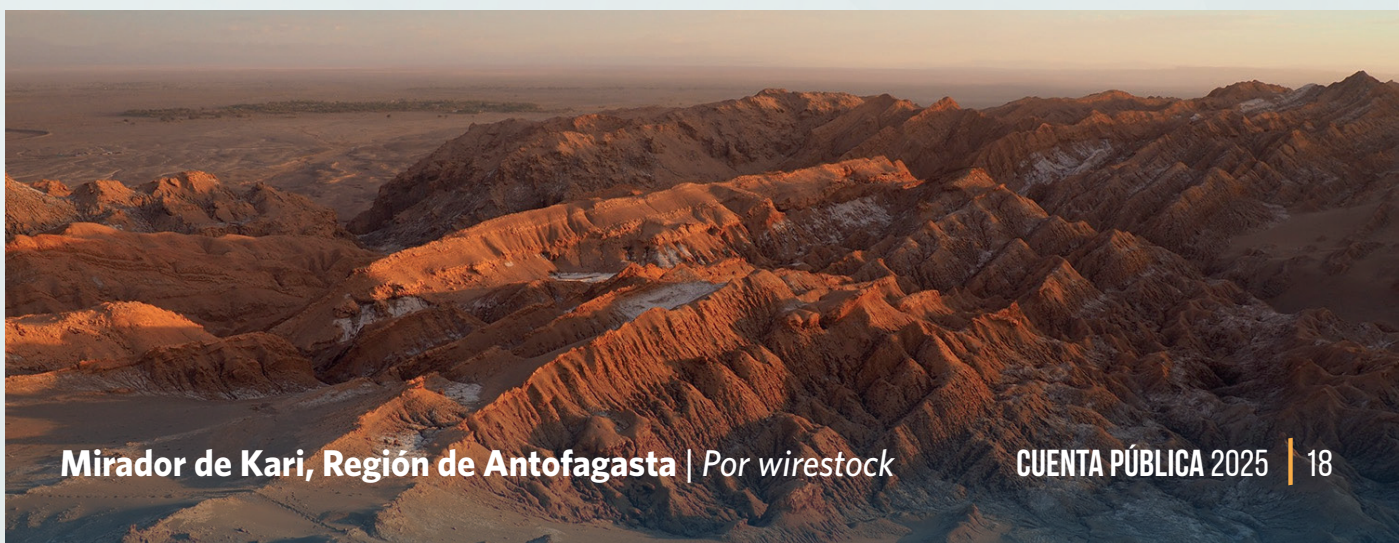 Mirador de Kari, Región de Antofagasta | Por wirestock
CUENTA PÚBLICA 2025 | 18